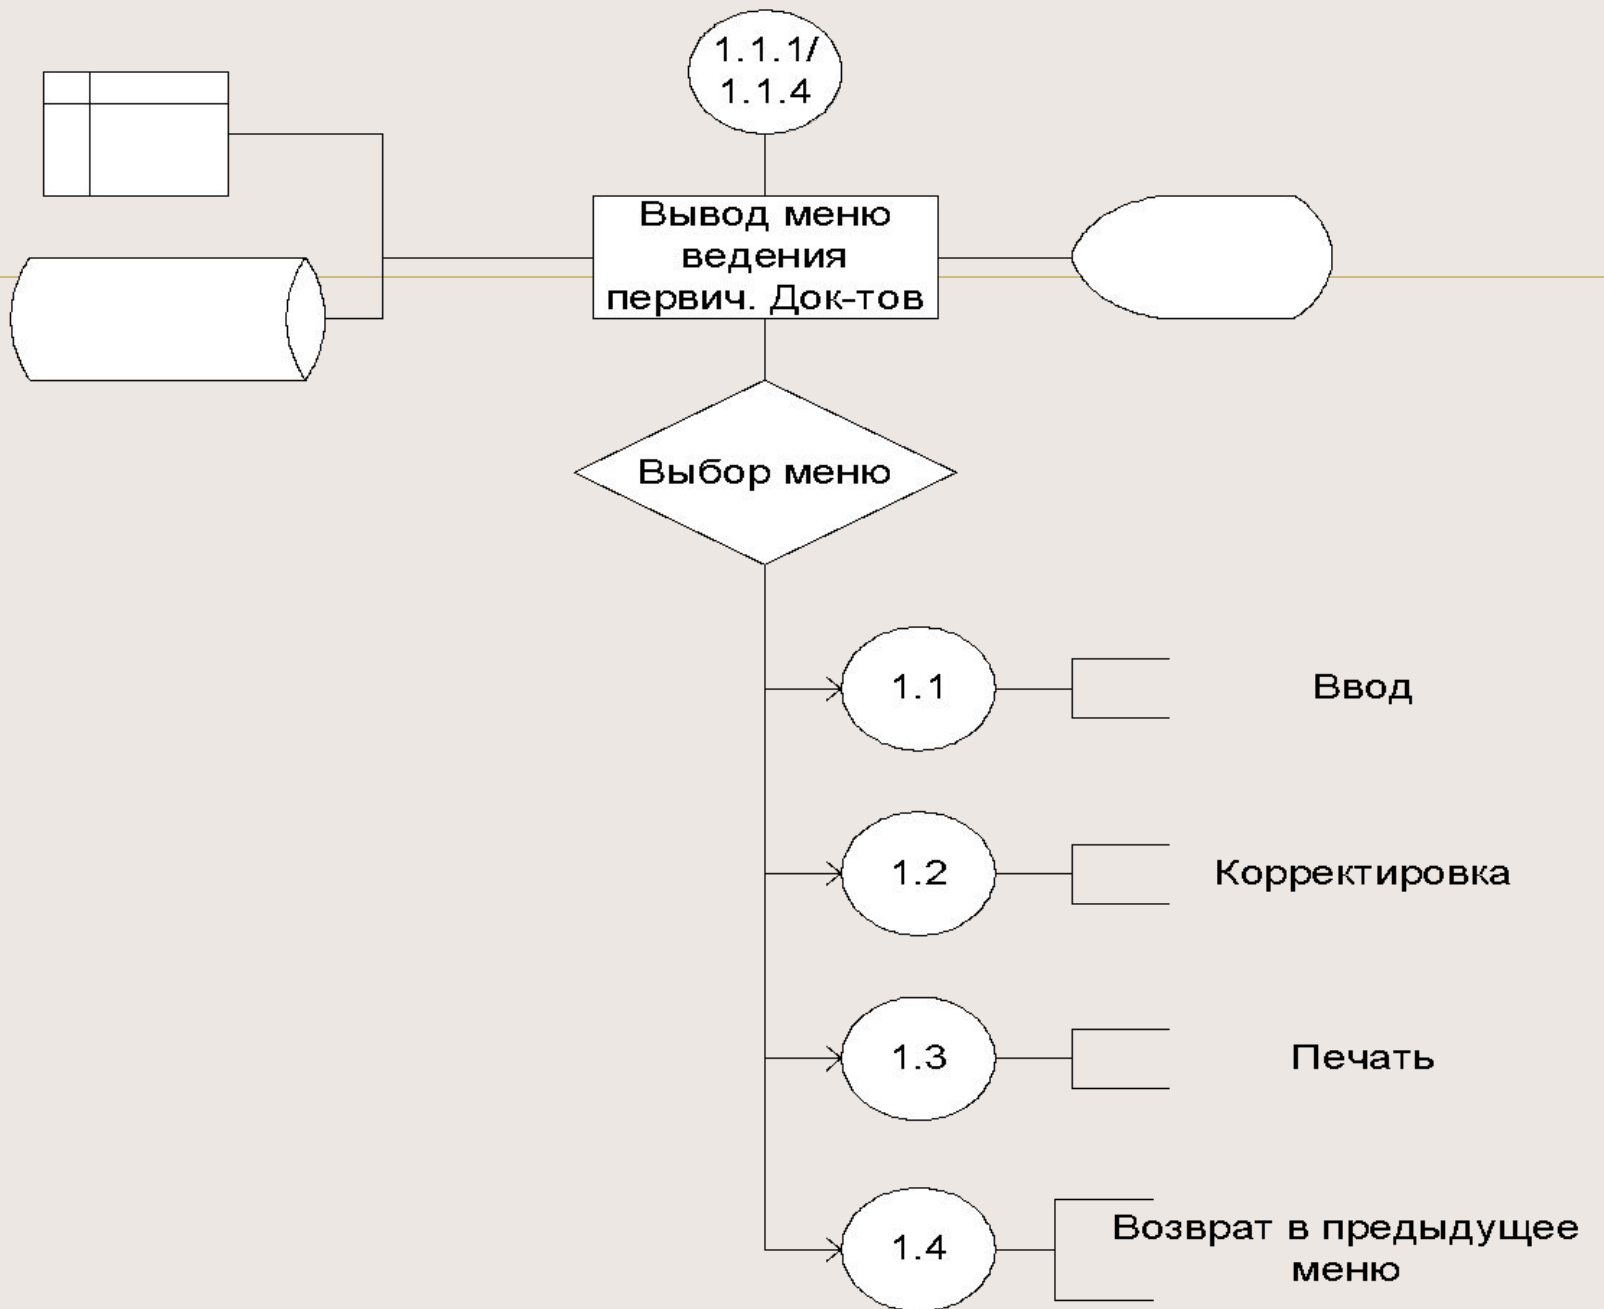 1.1.1/
1.1.4
Вывод меню
ведения
первич. Док-тов
Выбор меню
1.1
Ввод
1.2
Корректировка
1.3
Печать
1.4
Возврат в предыдущее
меню